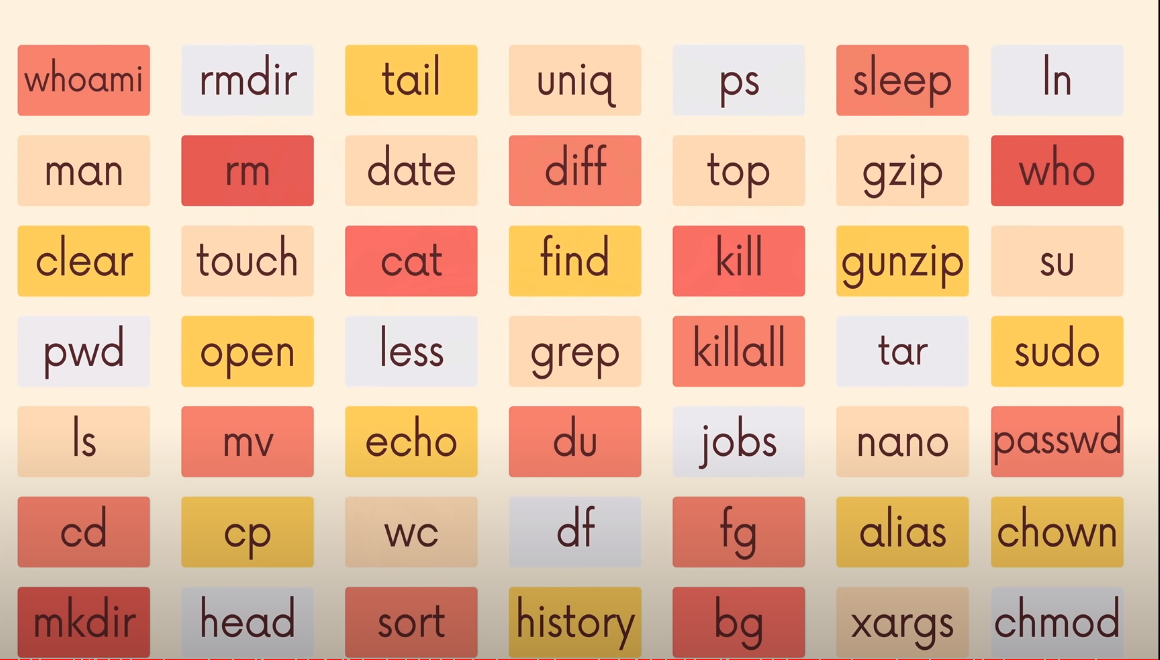 whoami rmdir tail uniq ps sleep ln
man rm date diff top gzip who
clear touch cat find kill gunzip su
pwd open less grep killall tar sudo
ls mv echo du jobs nano passwd
cd cp wc df fg alias chown
mkdir head sort history bg xargs chmod